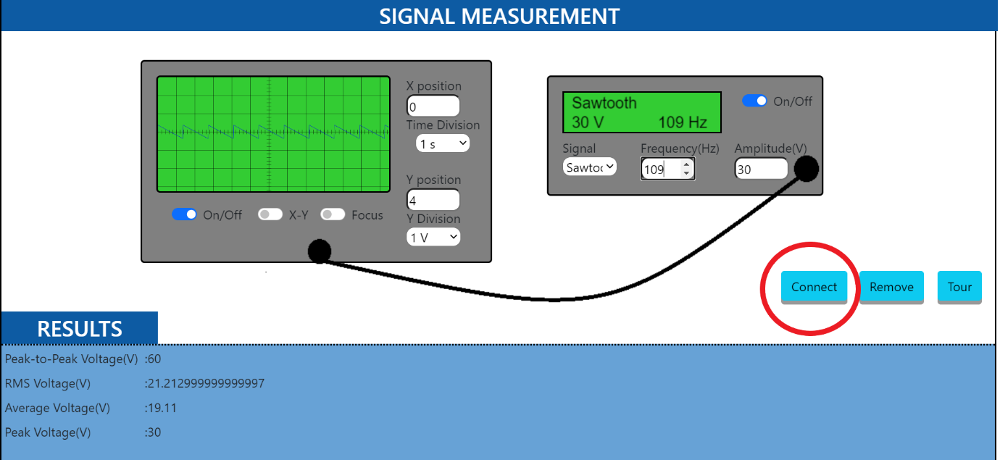 SIGNAL MEASUREMENT
X position
0
Time Division
1 s
Y position
4
Y Division
1 V
On/Off
X-Y
Focus
Sawtooth
30 V 109 Hz
On/Off
Signal
Frequency(Hz)
Amplitude(V)
Sawtoc
109
30
Connect
Remove
Tour
RESULTS
Peak-to-Peak Voltage(V) :60
RMS Voltage(V) :21.212999999999997
Average Voltage(V) :19.11
Peak Voltage(V) :30